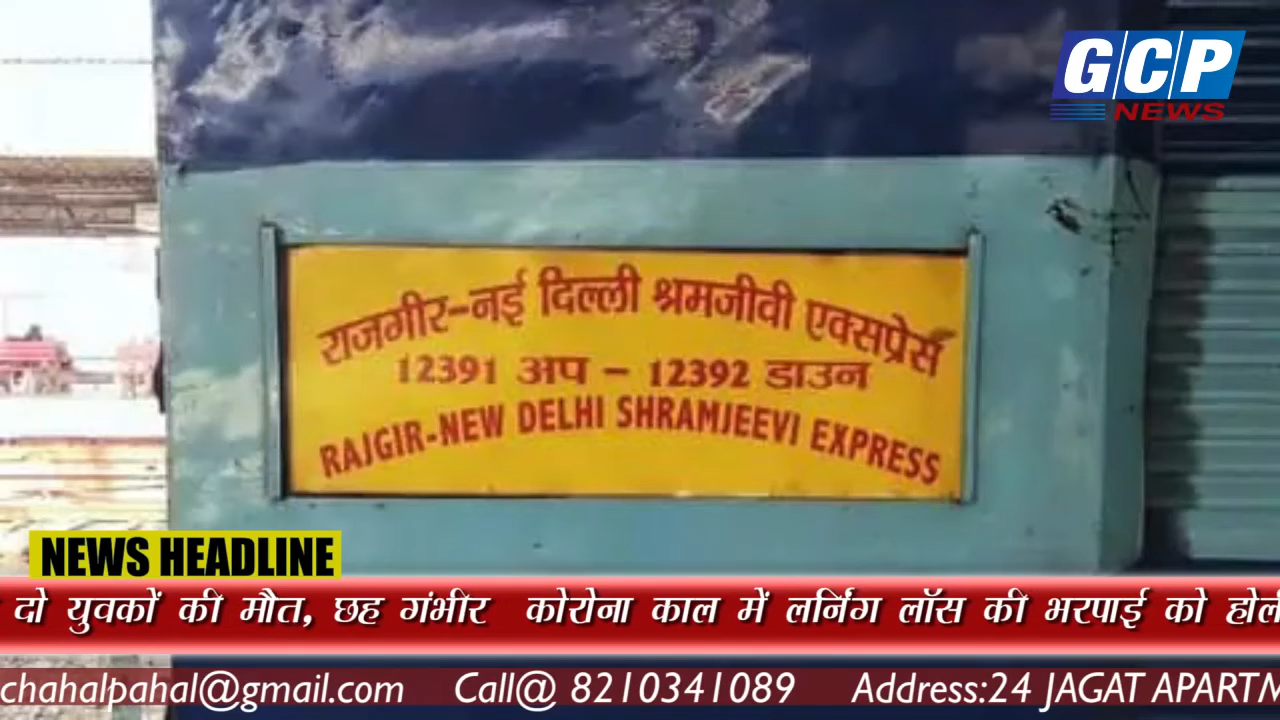 GCP
NEWS
राजगीर-नई दिल्ली श्रमजीवी एक्सप्रेस
12391 अप - 12392 डाउन
RAJGIR-NEW DELHI SHRAMJEEVI EXPRESS
NEWS HEADLINE
दो युवकों की मौत, छह गंभीर कोरोना काल में लर्निंग लॉस की भरपाई को
chahalpahal@gmail.com Call@ 8210341089 Address:24 JAGAT